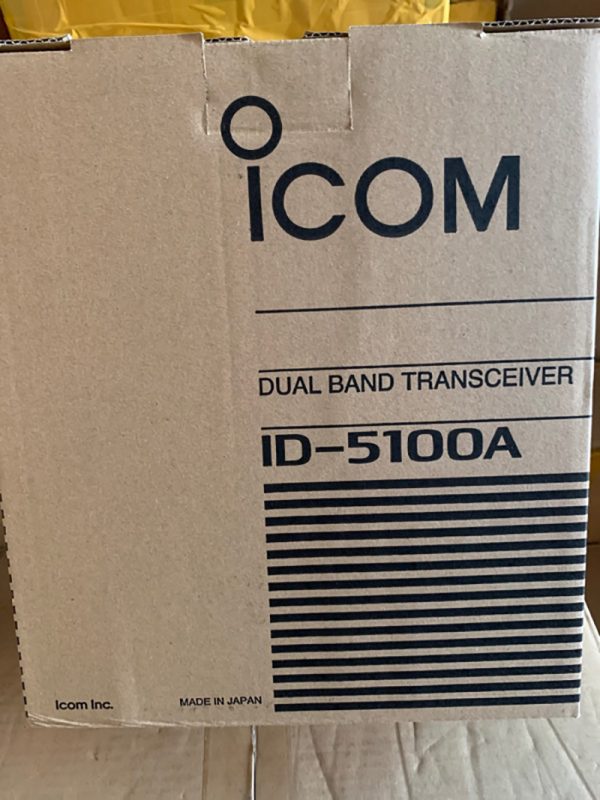 iCOM
DUAL BAND TRANSCEIVER
ID-5100A
Icom Inc.
MADE IN JAPAN